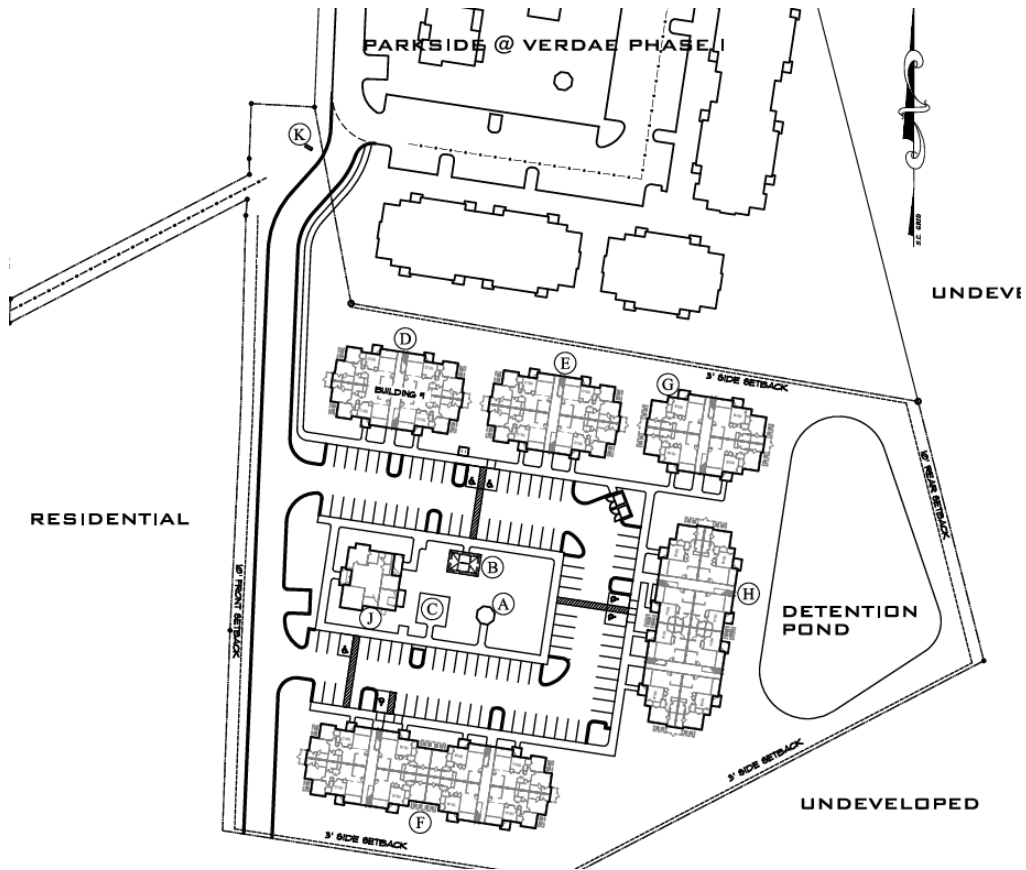 PARKSIDE @ VERDAE PHASE I
K
S.C. GRID
UNDEVE
D
E
G
3' SIDE SETBACK
BUILDING 9
10' REAR SETBACK
RESIDENTIAL
B
H
A
C
J
DETENTION
POND
10' FRONT SETBACK
3' SIDE SETBACK
UNDEVELOPED
F
3' SIDE SETBACK